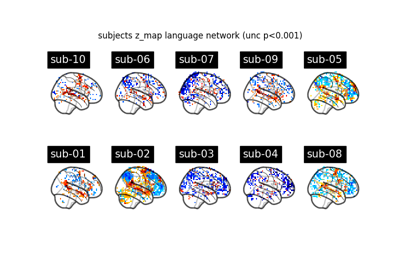 subjects z_map language network (unc p<0.001)
sub-10 sub-06 sub-07 sub-09 sub-05
sub-01 sub-02 sub-03 sub-04 sub-08